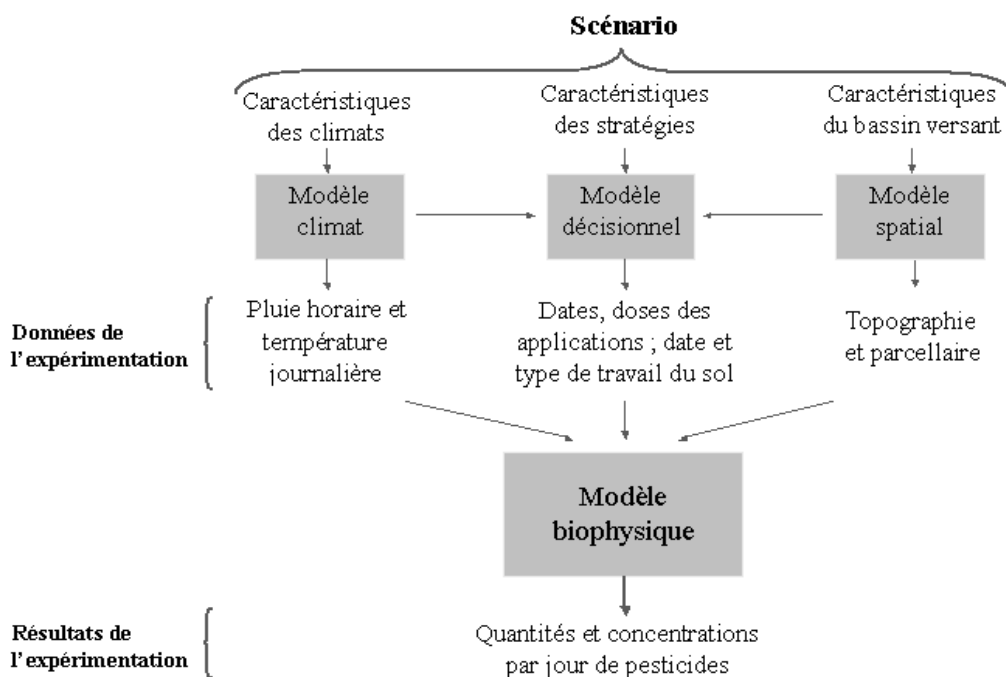 Scénario
Caractéristiques
des climats
Caractéristiques
des stratégies
Caractéristiques
du bassin versant
Modèle
climat
Modèle
décisionnel
Modèle
spatial
Données de
l’expérimentation
Pluie horaire et
température
journalière
Dates, doses des
applications ; date et
type de travail du sol
Topographie
et parcellaire
Modèle
biophysique
Résultats de
l’expérimentation
Quantités et concentrations
par jour de pesticides